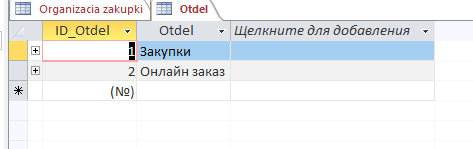 Organizacia zakupki Otdel
ID_Otdel Otdel Щелкните для добавления
1 Закупки
2 Онлайн заказ
(№)